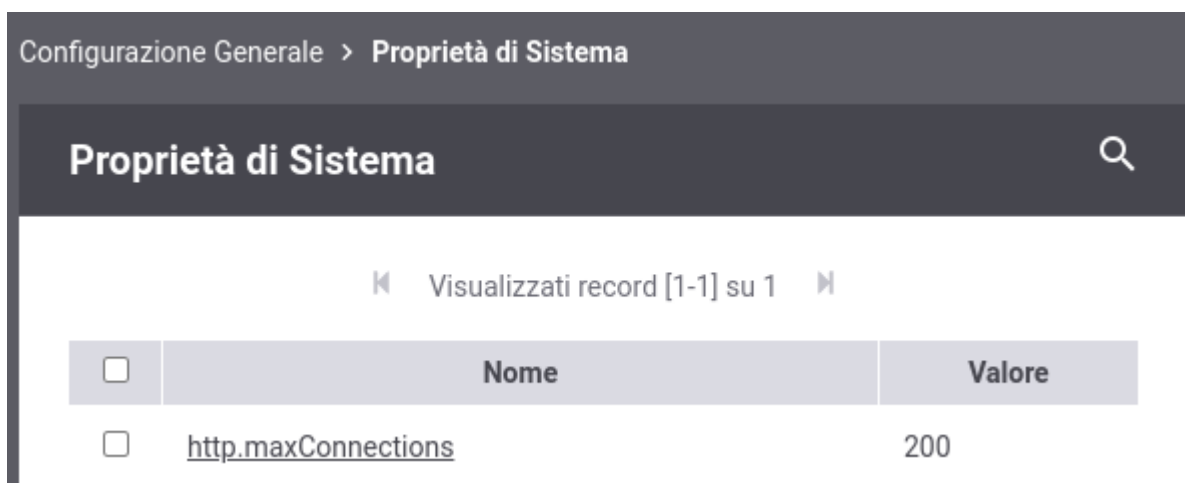 Configurazione Generale > Proprietà di Sistema
Proprietà di Sistema
Visualizzati record [1-1] su 1
Nome Valore
http.maxConnections 200